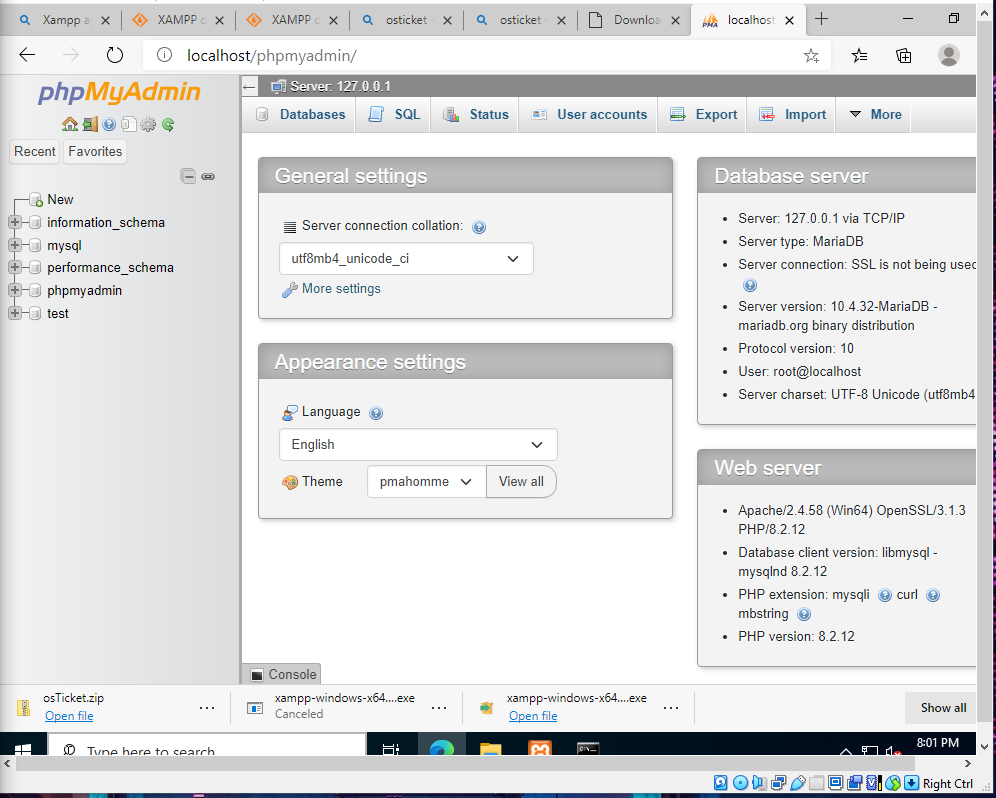 Xampp a
XAMPP
XAMPP
osticket
osticket
Downloa
PMA
localhos
localhost/phpmyadmin/
phpMyAdmin
Recent
Favorites
New
information_schema
mysql
performance_schema
phpmyadmin
test
Server: 127.0.0.1
Databases
SQL
Status
User accounts
Export
Import
More
General settings
Server connection collation:
utf8mb4_unicode_ci
More settings
Appearance settings
Language
English
Theme
pmahomme
View all
Database server
Server: 127.0.0.1 via TCP/IP
Server type: MariaDB
Server connection: SSL is not being used
Server version: 10.4.32-MariaDB -
mariadb.org binary distribution
Protocol version: 10
User: root@localhost
Server charset: UTF-8 Unicode (utf8mb4
Web server
Apache/2.4.58 (Win64) OpenSSL/3.1.3
PHP/8.2.12
Database client version: libmysql -
mysqlnd 8.2.12
PHP extension: mysqli curl
mbstring
PHP version: 8.2.12
Console
osTicket.zip
Open file
xampp-windows-x64....exe
Canceled
xampp-windows-x64....exe
Open file
Show all
Type here to search
8:01 PM
Right Ctrl